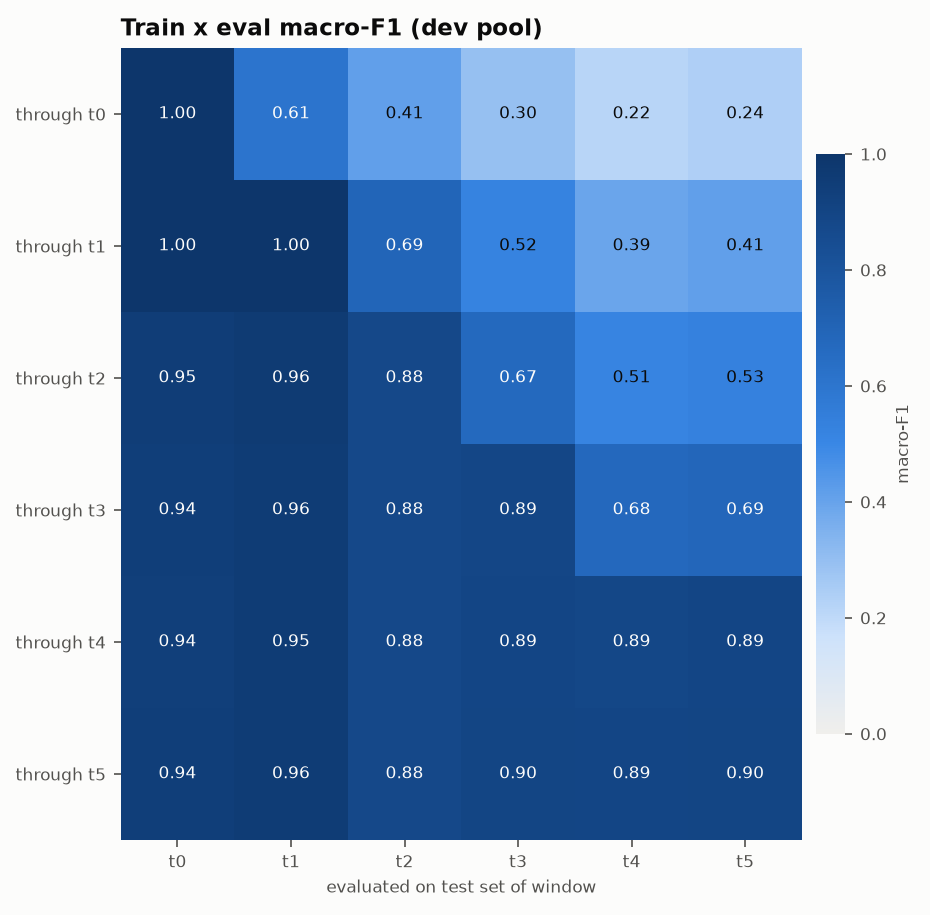 Train x eval macro-F1 (dev pool)
through t0 1.00 0.61 0.41 0.30 0.22 0.24
through t1 1.00 1.00 0.69 0.52 0.39 0.41
through t2 0.95 0.96 0.88 0.67 0.51 0.53
through t3 0.94 0.96 0.88 0.89 0.68 0.69
through t4 0.94 0.95 0.88 0.89 0.89 0.89
through t5 0.94 0.96 0.88 0.90 0.89 0.90
t0 t1 t2 t3 t4 t5
evaluated on test set of window
1.0
0.8
0.6
0.4
0.2
0.0
macro-F1